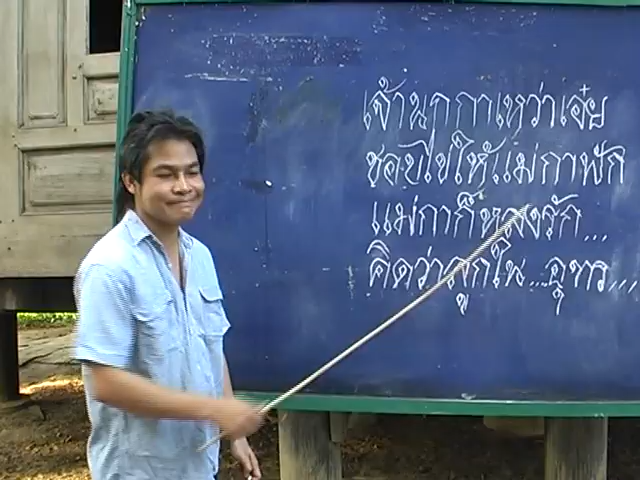 เจ้านกกาเหว่าเอ๋ย
ขอบไข่ให้แม่กาฟัก
แม่กาก็หลงรัก...
คิดว่าลูกใน...อุทร...